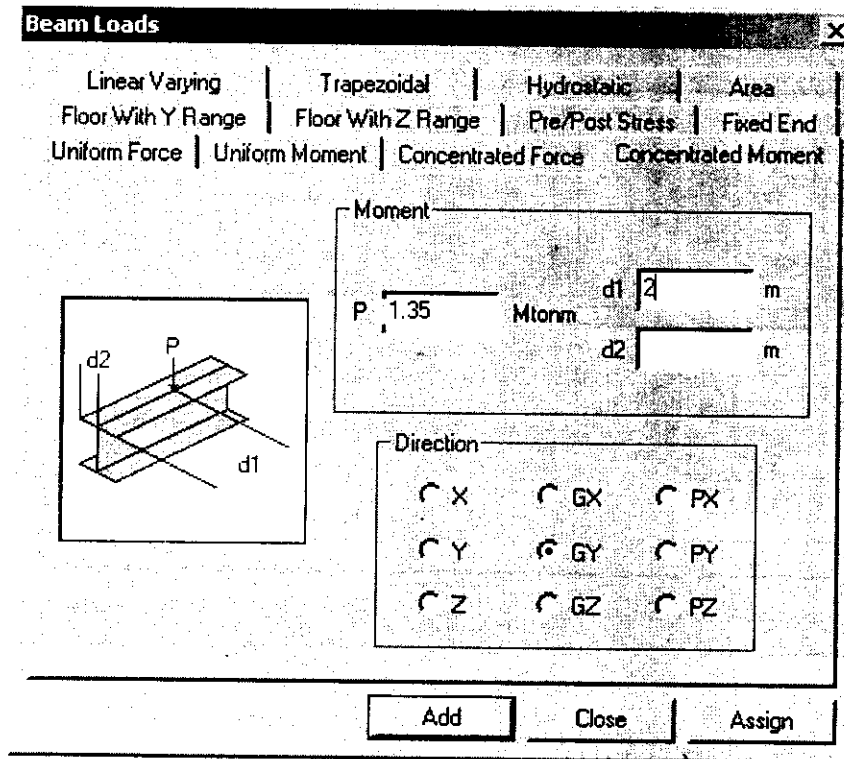 Beam Loads
Linear Varying Trapezoidal Hydrostatic Area
Floor With Y Range Floor With Z Range Pre/Post Stress Fixed End
Uniform Force Uniform Moment Concentrated Force Concentrated Moment
Moment
P 1.35 Mtonm
d1 2 m
d2 m
d2 P
d1
Direction
X GX PX
Y GY PY
Z GZ PZ
Add Close Assign